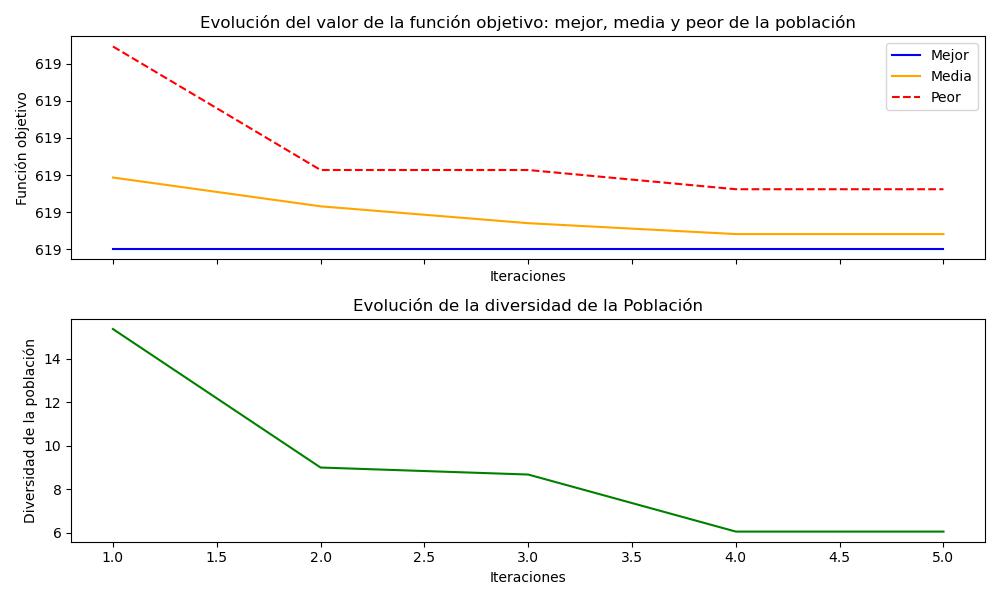 Evolución del valor de la función objetivo: mejor, media y peor de la población
Función objetivo
619
619
619
619
619
619
Mejor
Media
Peor
Iteraciones
Evolución de la diversidad de la Población
Diversidad de la población
14
12
10
8
6
1.0 1.5 2.0 2.5 3.0 3.5 4.0 4.5 5.0
Iteraciones